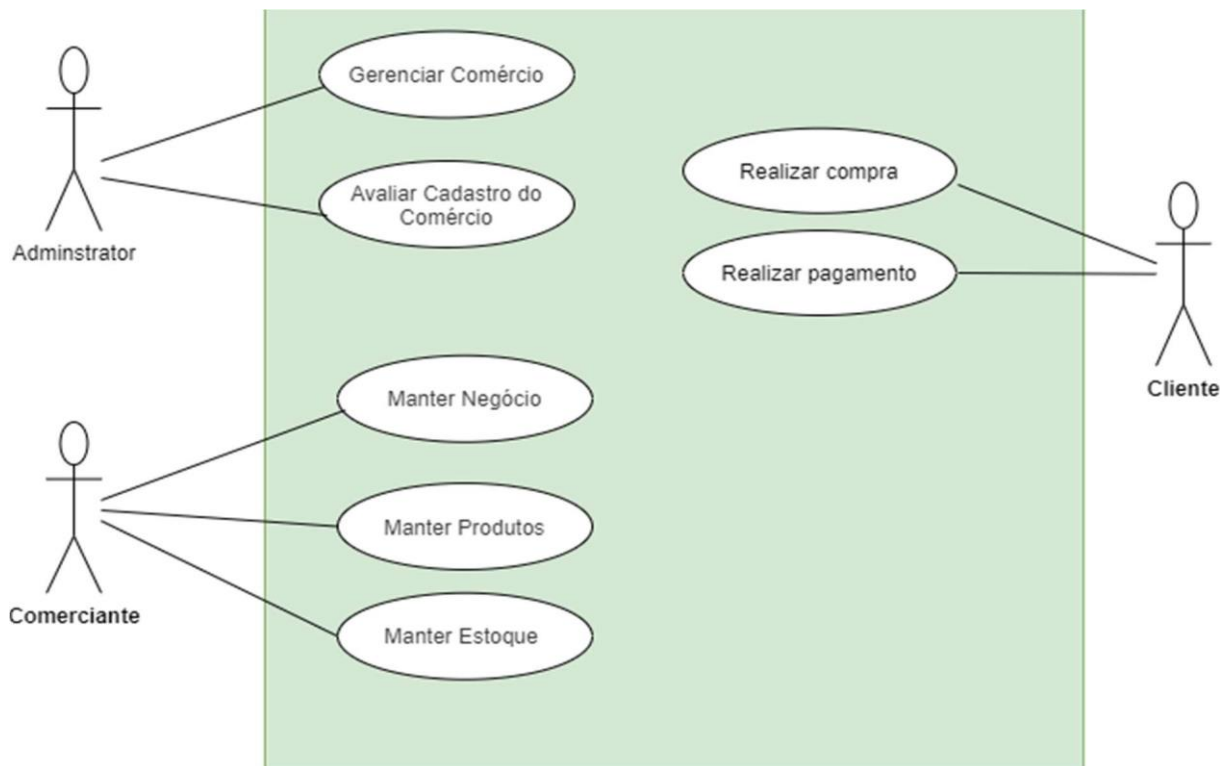 Gerenciar Comércio
Avaliar Cadastro do
Comércio
Adminstrator
Realizar compra
Realizar pagamento
Cliente
Manter Negócio
Manter Produtos
Manter Estoque
Comerciante